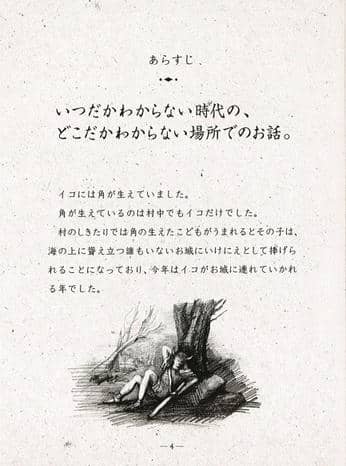 あらすじ
いつだかわからない時代の、
どこだかわからない場所でのお話。
イコには角が生えていました。
角が生えているのは村中でもイコだけでした。
村のしきたりでは角の生えたこどもがうまれるとその子は、
海の上に聳え立つ誰もいないお城にいけにえとして捧げら
れることになっており、今年はイコがお城に連れていかれ
る年でした。
—4—